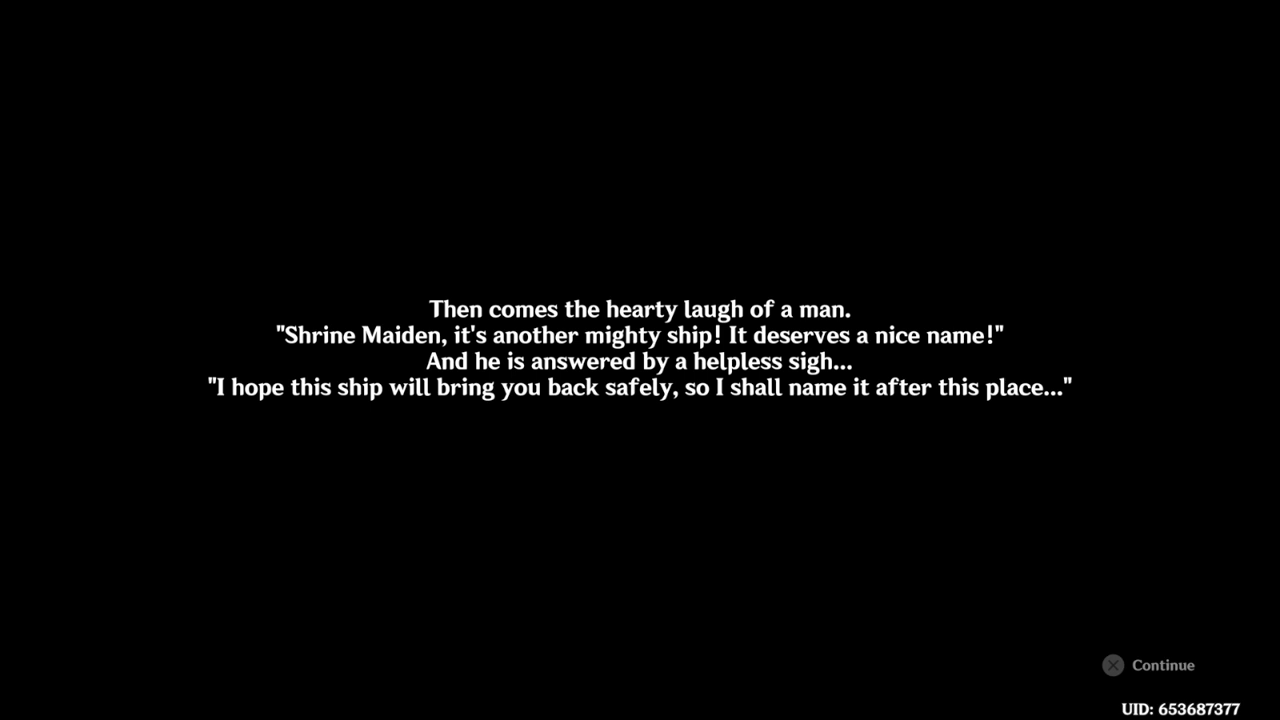 Then comes the hearty laugh of a man.
"Shrine Maiden, it's another mighty ship! It deserves a nice name!"
And he is answered by a helpless sigh...
"I hope this ship will bring you back safely, so I shall name it after this place..."
Continue
UID: 653687377